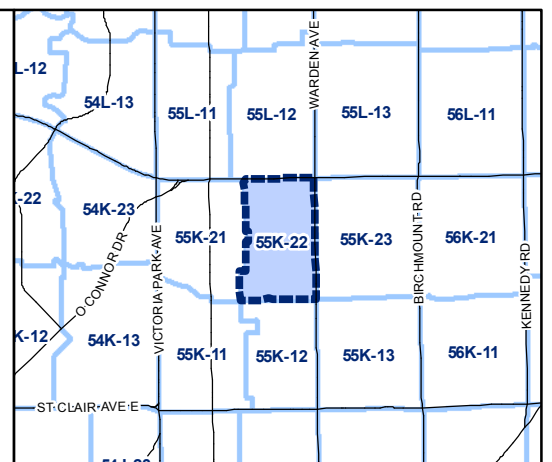 L-12
54L-13
55L-11
55L-12
WARDEN AVE
55L-13
56L-11
-22
54K-23
O CONNOR DR
VICTORIA PARK AVE
55K-21
55K-22
55K-23
BIRCHMOUNT RD
56K-21
KENNEDY RD
K-12
54K-13
55K-11
55K-12
55K-13
56K-11
ST CLAIR AVE E